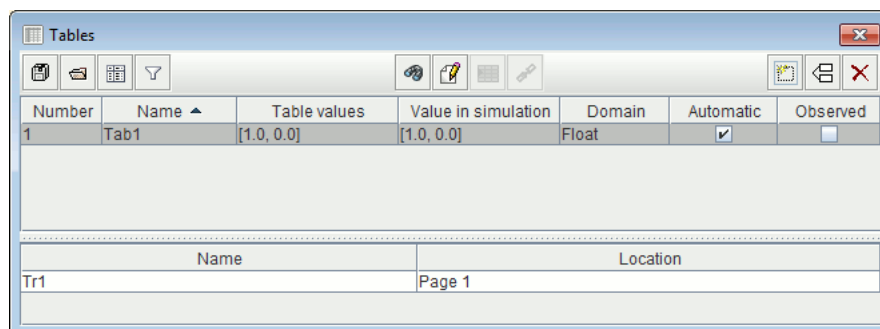 Tables
Number Name Table values Value in simulation Domain Automatic Observed
1 Tab1 [1.0, 0.0] [1.0, 0.0] Float
Name Location
Tr1 Page 1